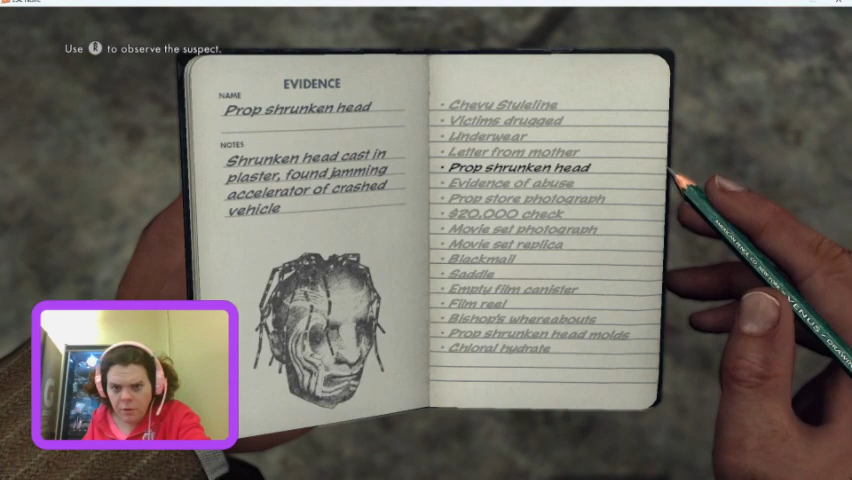 Use R to observe the suspect.
EVIDENCE
NAME
Prop shrunken head
NOTES
Shrunken head cast in
plaster, found jamming
accelerator of crashed
vehicle
· Chevy Styleline
· Victims drugged
· Underwear
· Letter from mother
· Prop shrunken head
· Evidence of abuse
· Prop store photograph
· $20,000 check
· Movie set photograph
· Movie set replica
· Blackmail
· Saddle
· Empty film canister
· Film reel
· Bishop's whereabouts
· Prop shrunken head molds
· Chloral hydrate
VENUS